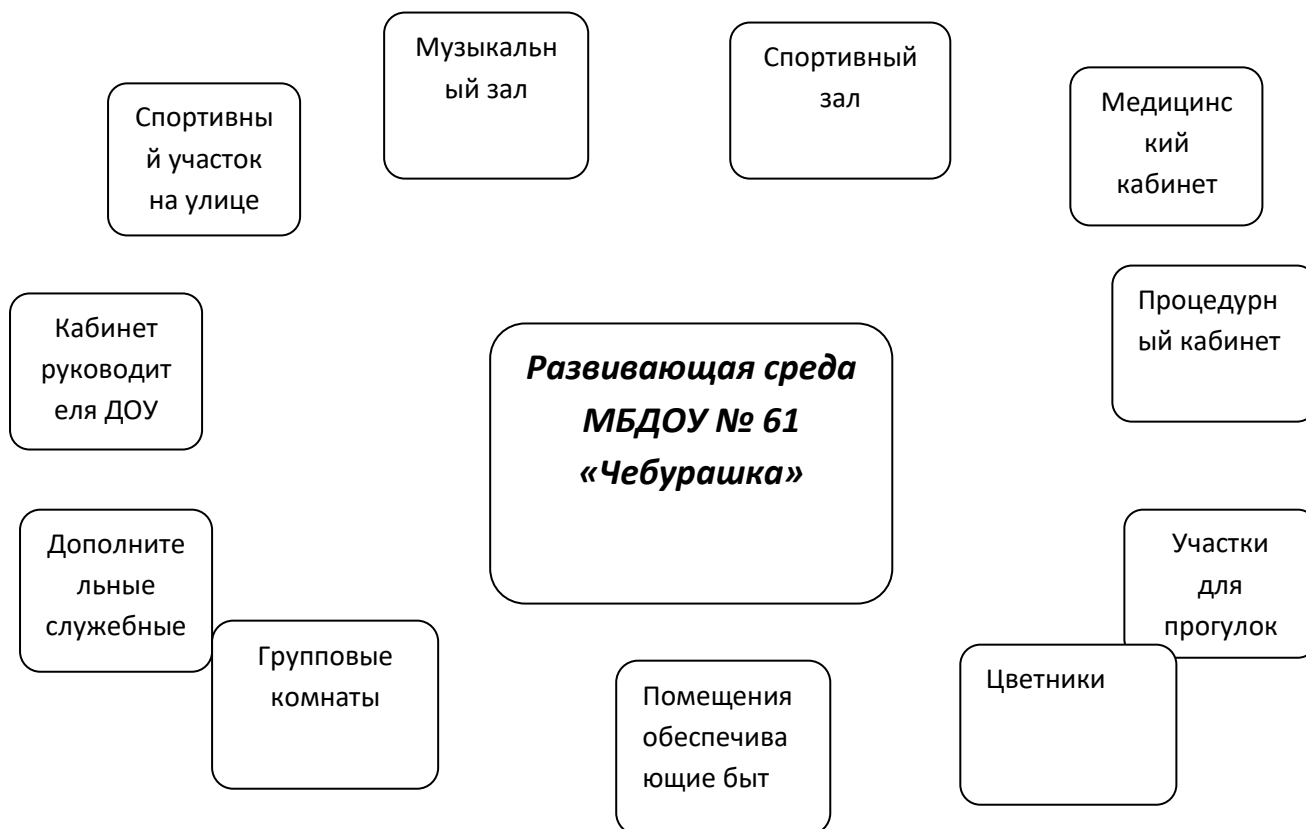 Музыкальн
ый зал
Спортивный
зал
Спортивны
й участок
на улице
Медицинс
кий
кабинет
Кабинет
руководит
еля ДОУ
Процедурн
ый кабинет
Развивающая среда
МБДОУ № 61
«Чебурашка»
Дополните
льные
служебные
Участки
для
прогулок
Групповые
комнаты
Помещения
обеспечива
ющие быт
Цветники